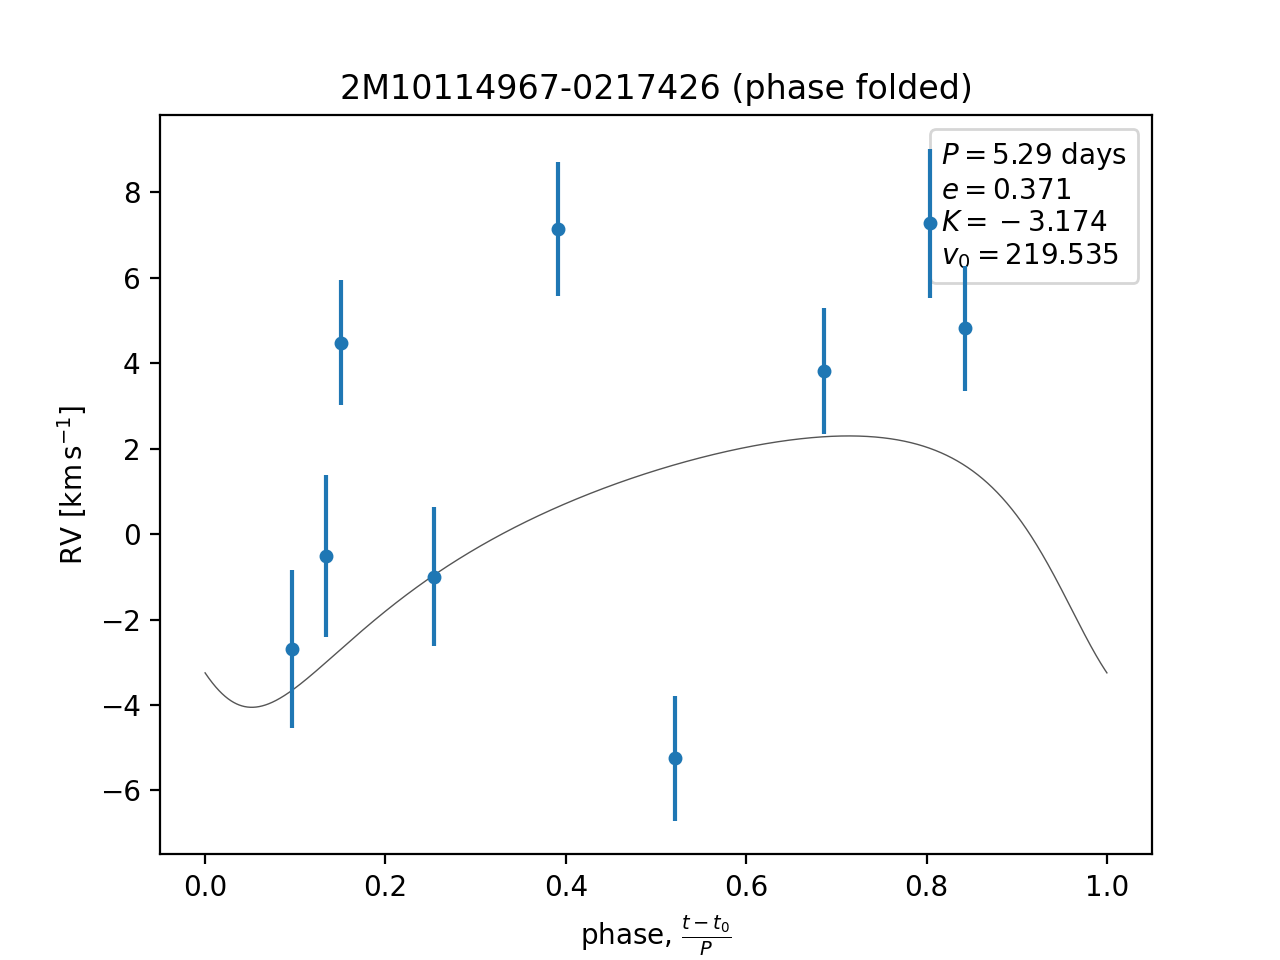 2M10114967-0217426 (phase folded)
P = 5.29 days
e = 0.371
K = −3.174
v₀ = 219.535
RV [km s⁻¹]
8
6
4
2
0
−2
−4
−6
0.0 0.2 0.4 0.6 0.8 1.0
phase, (t − t₀)/P